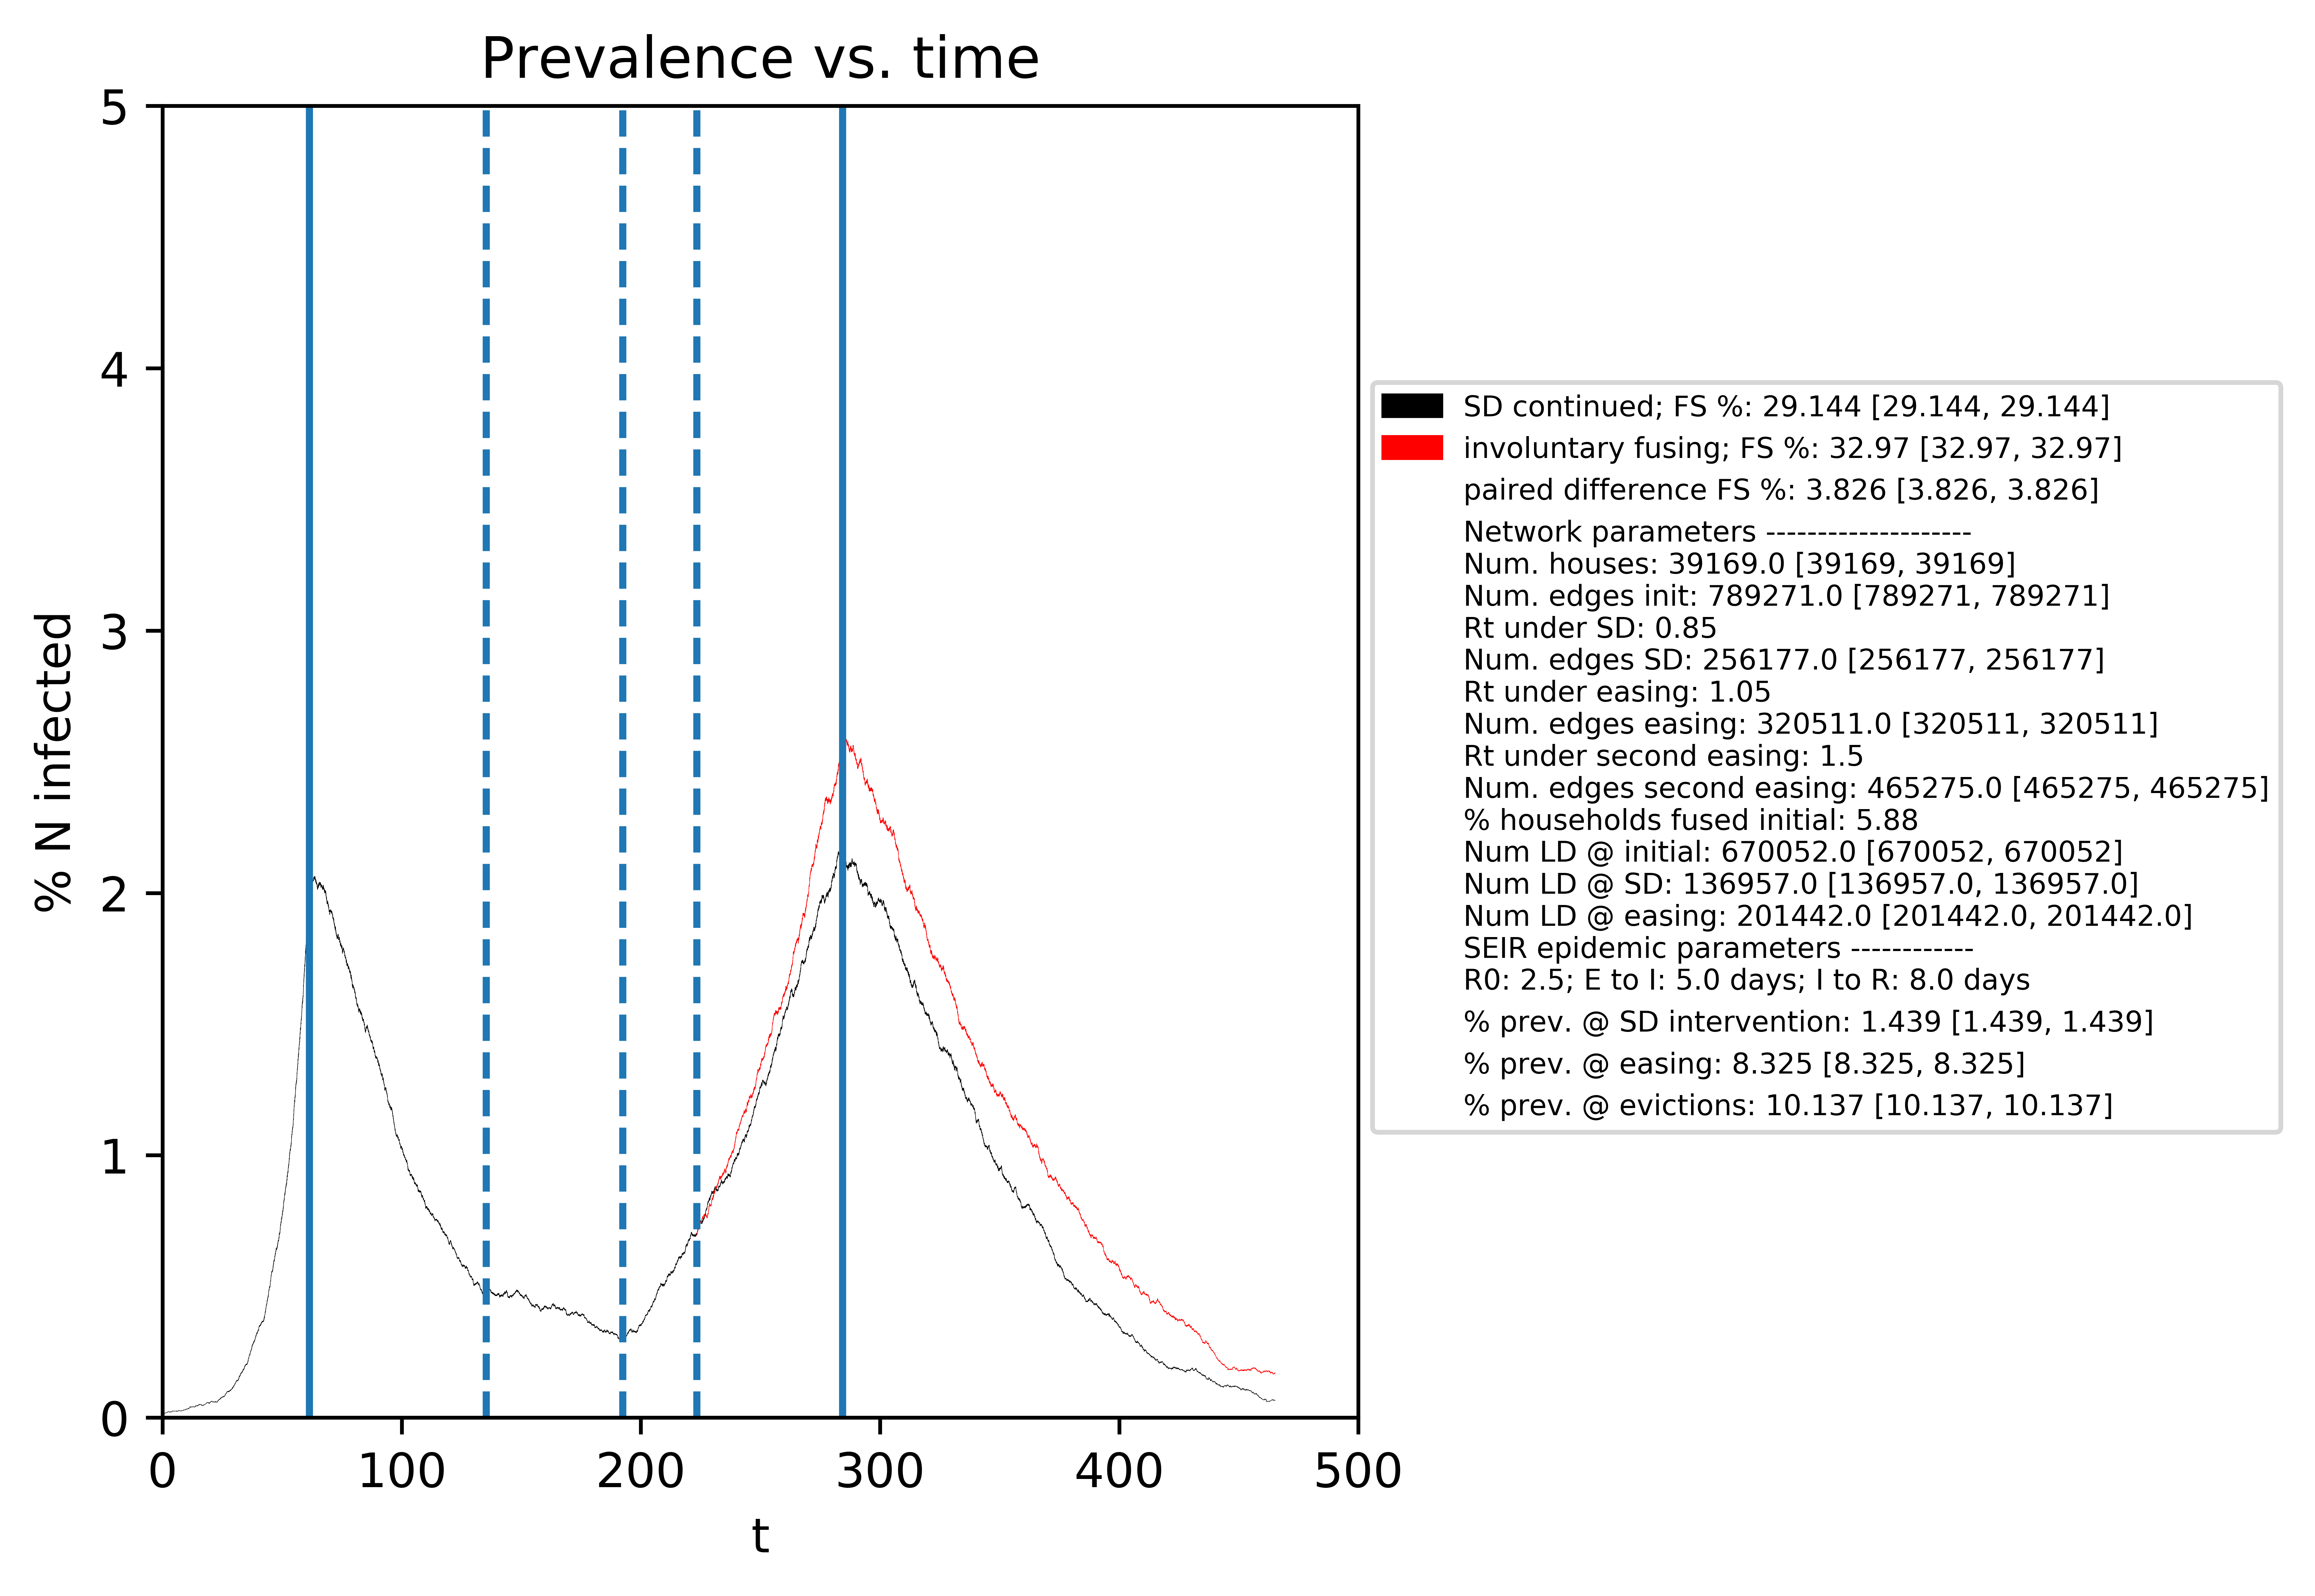 Prevalence vs. time
% N infected
5
4
3
2
1
0
0 100 200 300 400 500
t
SD continued; FS %: 29.144 [29.144, 29.144]
involuntary fusing; FS %: 32.97 [32.97, 32.97]
paired difference FS %: 3.826 [3.826, 3.826]
Network parameters --------------------
Num. houses: 39169.0 [39169, 39169]
Num. edges init: 789271.0 [789271, 789271]
Rt under SD: 0.85
Num. edges SD: 256177.0 [256177, 256177]
Rt under easing: 1.05
Num. edges easing: 320511.0 [320511, 320511]
Rt under second easing: 1.5
Num. edges second easing: 465275.0 [465275, 465275]
% households fused initial: 5.88
Num LD @ initial: 670052.0 [670052, 670052]
Num LD @ SD: 136957.0 [136957.0, 136957.0]
Num LD @ easing: 201442.0 [201442.0, 201442.0]
SEIR epidemic parameters ------------
R0: 2.5; E to I: 5.0 days; I to R: 8.0 days
% prev. @ SD intervention: 1.439 [1.439, 1.439]
% prev. @ easing: 8.325 [8.325, 8.325]
% prev. @ evictions: 10.137 [10.137, 10.137]